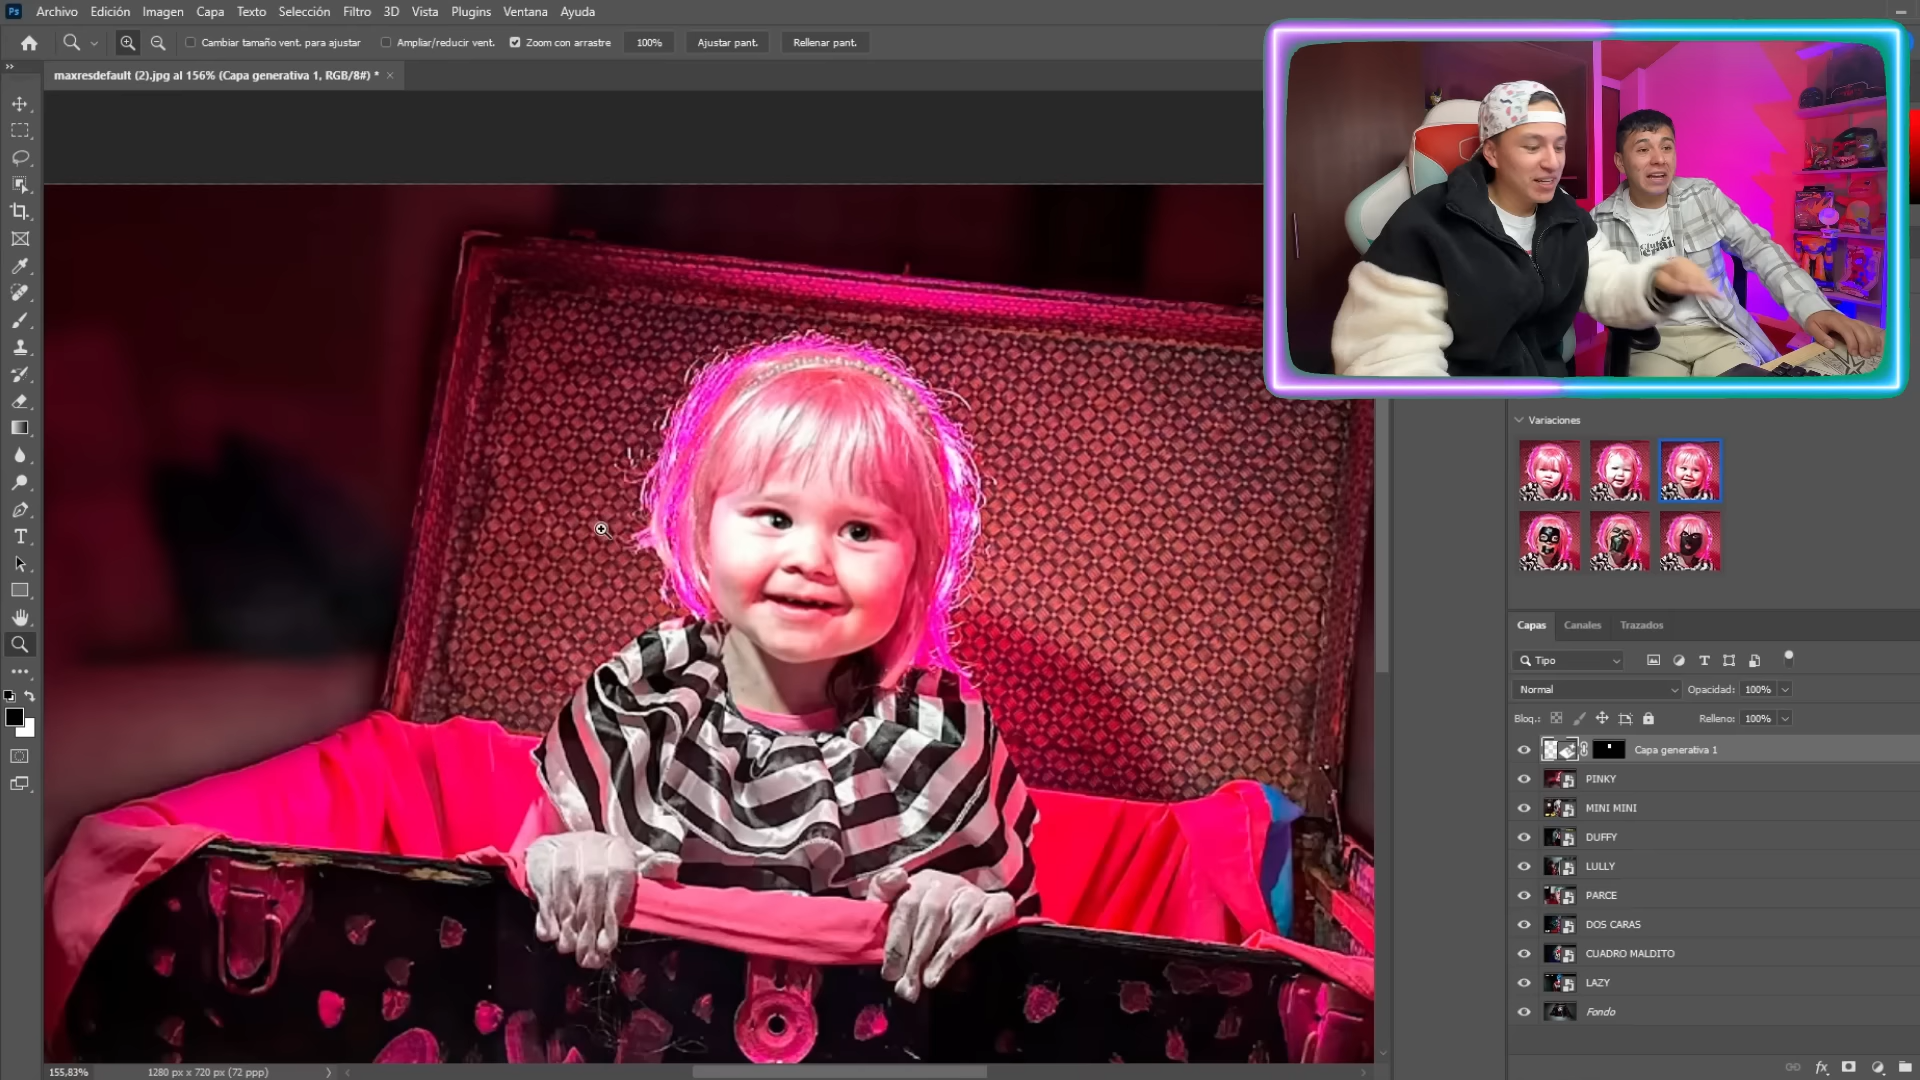 Ps Archivo Edición Imagen Capa Texto Selección Filtro 3D Vista Plugins Ventana Ayuda
Cambiar tamaño vent. para ajustar Ampliar/reducir vent. Zoom con arrastre 100% Ajustar pant. Rellenar pant.
maxresdefault (2).jpg al 156% (Capa generativa 1, RGB/8#) * ×
Variaciones
Capas Canales Trazados
Tipo
Normal Opacidad: 100%
Bloq.: Relleno: 100%
Capa generativa 1
PINKY
MINI MINI
DUFFY
LULLY
PARCE
DOS CARAS
CUADRO MALDITO
LAZY
Fondo
fx
155,83% 1280 px x 720 px (72 ppp)